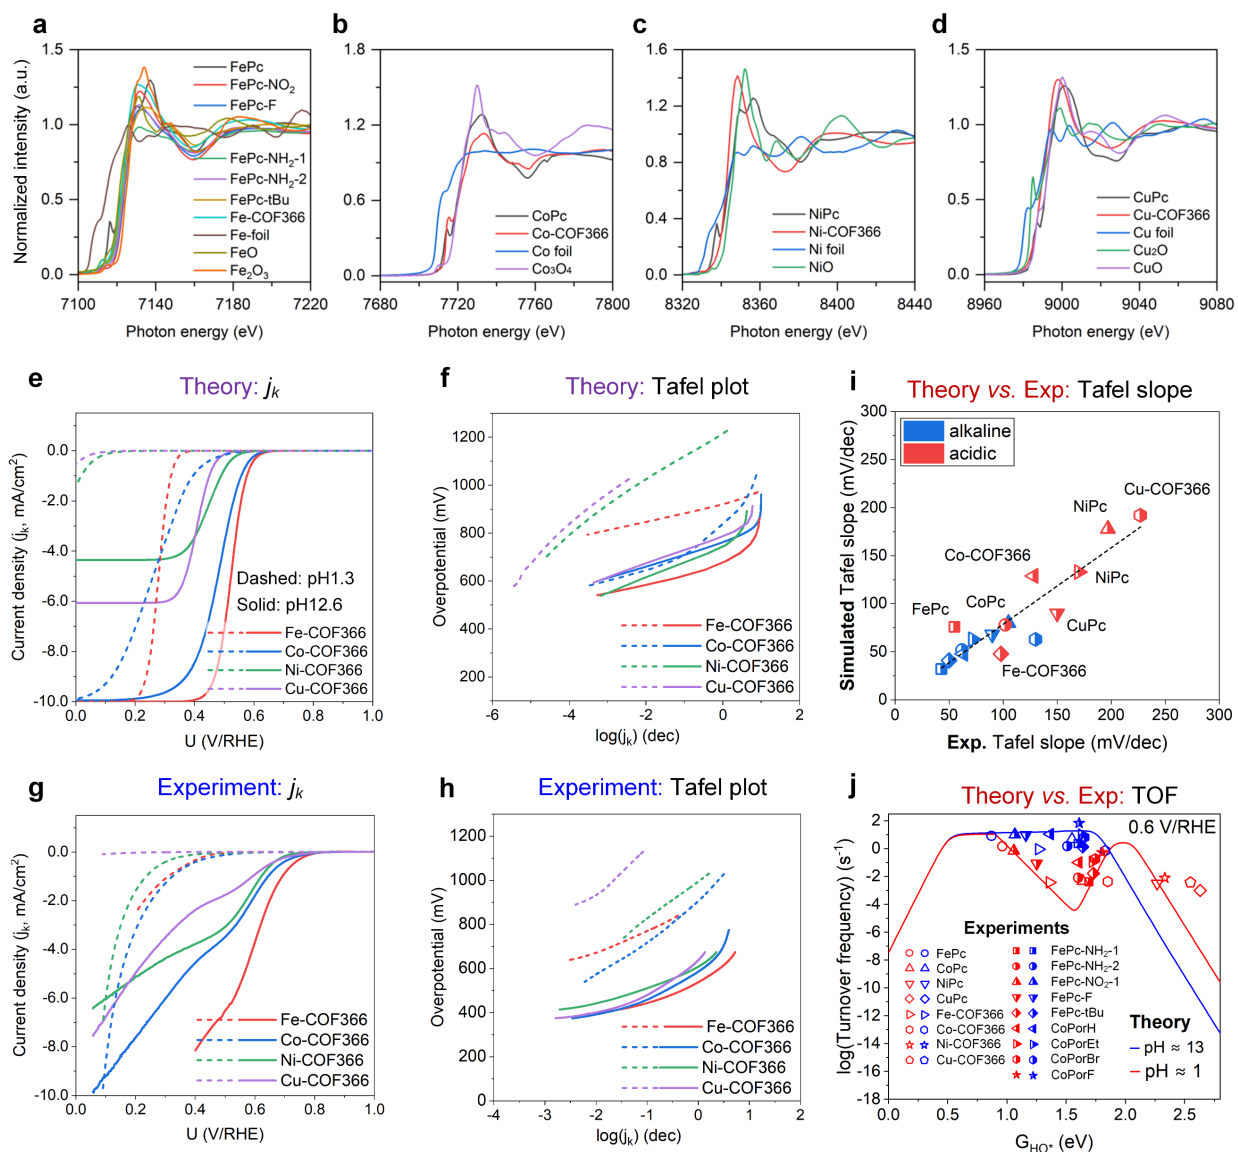 a
b
c
d
Normalized intensity (a.u.)
1.5
1.0
0.5
0.0
7100
7140
7180
7220
Photon energy (eV)
FePc
FePc-NO₂
FePc-F
FePc-NH₂-1
FePc-NH₂-2
FePc-tBu
Fe-COF366
Fe-foil
FeO
Fe₂O₃
1.8
1.2
0.6
0.0
7680
7720
7760
7800
Photon energy (eV)
CoPc
Co-COF366
Co foil
Co₃O₄
1.6
1.2
0.8
0.4
0.0
8320
8360
8400
8440
Photon energy (eV)
NiPc
Ni-COF366
Ni foil
NiO
1.5
1.0
0.5
0.0
8960
9000
9040
9080
Photon energy (eV)
CuPc
Cu-COF366
Cu foil
Cu₂O
CuO
e
Theory: jₖ
Current density (jₖ, mA/cm²)
0.0
-2.0
-4.0
-6.0
-8.0
-10.0
0.0
0.2
0.4
0.6
0.8
1.0
U (V/RHE)
Dashed: pH1.3
Solid: pH12.6
Fe-COF366
Co-COF366
Ni-COF366
Cu-COF366
f
Theory: Tafel plot
Overpotential (mV)
1200
1000
800
600
400
200
0
−6
−4
−2
0
2
log(jₖ) (dec)
Fe-COF366
Co-COF366
Ni-COF366
Cu-COF366
i
Theory vs. Exp: Tafel slope
Simulated Tafel slope (mV/dec)
300
250
200
150
100
50
0
0
50
100
150
200
250
300
Exp. Tafel slope (mV/dec)
alkaline
acidic
Cu-COF366
NiPc
Co-COF366
NiPc
FePc
CoPc
CuPc
Fe-COF366
g
Experiment: jₖ
Current density (jₖ, mA/cm²)
0.0
-2.0
-4.0
-6.0
-8.0
-10.0
0.0
0.2
0.4
0.6
0.8
1.0
U (V/RHE)
Fe-COF366
Co-COF366
Ni-COF366
Cu-COF366
h
Experiment: Tafel plot
Overpotential (mV)
1200
1000
800
600
400
200
0
−4
−3
−2
-1
0
1
2
log(jₖ) (dec)
Fe-COF366
Co-COF366
Ni-COF366
Cu-COF366
j
Theory vs. Exp: TOF
log(Turnover frequency) (s⁻¹)
2
0
-2
-4
-6
-8
-10
-12
-14
-16
-18
0.0
0.5
1.0
1.5
2.0
2.5
G_HO* (eV)
0.6 V/RHE
Experiments
FePc
CoPc
NiPc
CuPc
Fe-COF366
Co-COF366
Ni-COF366
Cu-COF366
FePc-NH₂-1
FePc-NH₂-2
FePc-NO₂-1
FePc-F
FePc-tBu
CoPorH
CoPorEt
CoPorBr
CoPorF
Theory
pH ≈ 13
pH ≈ 1